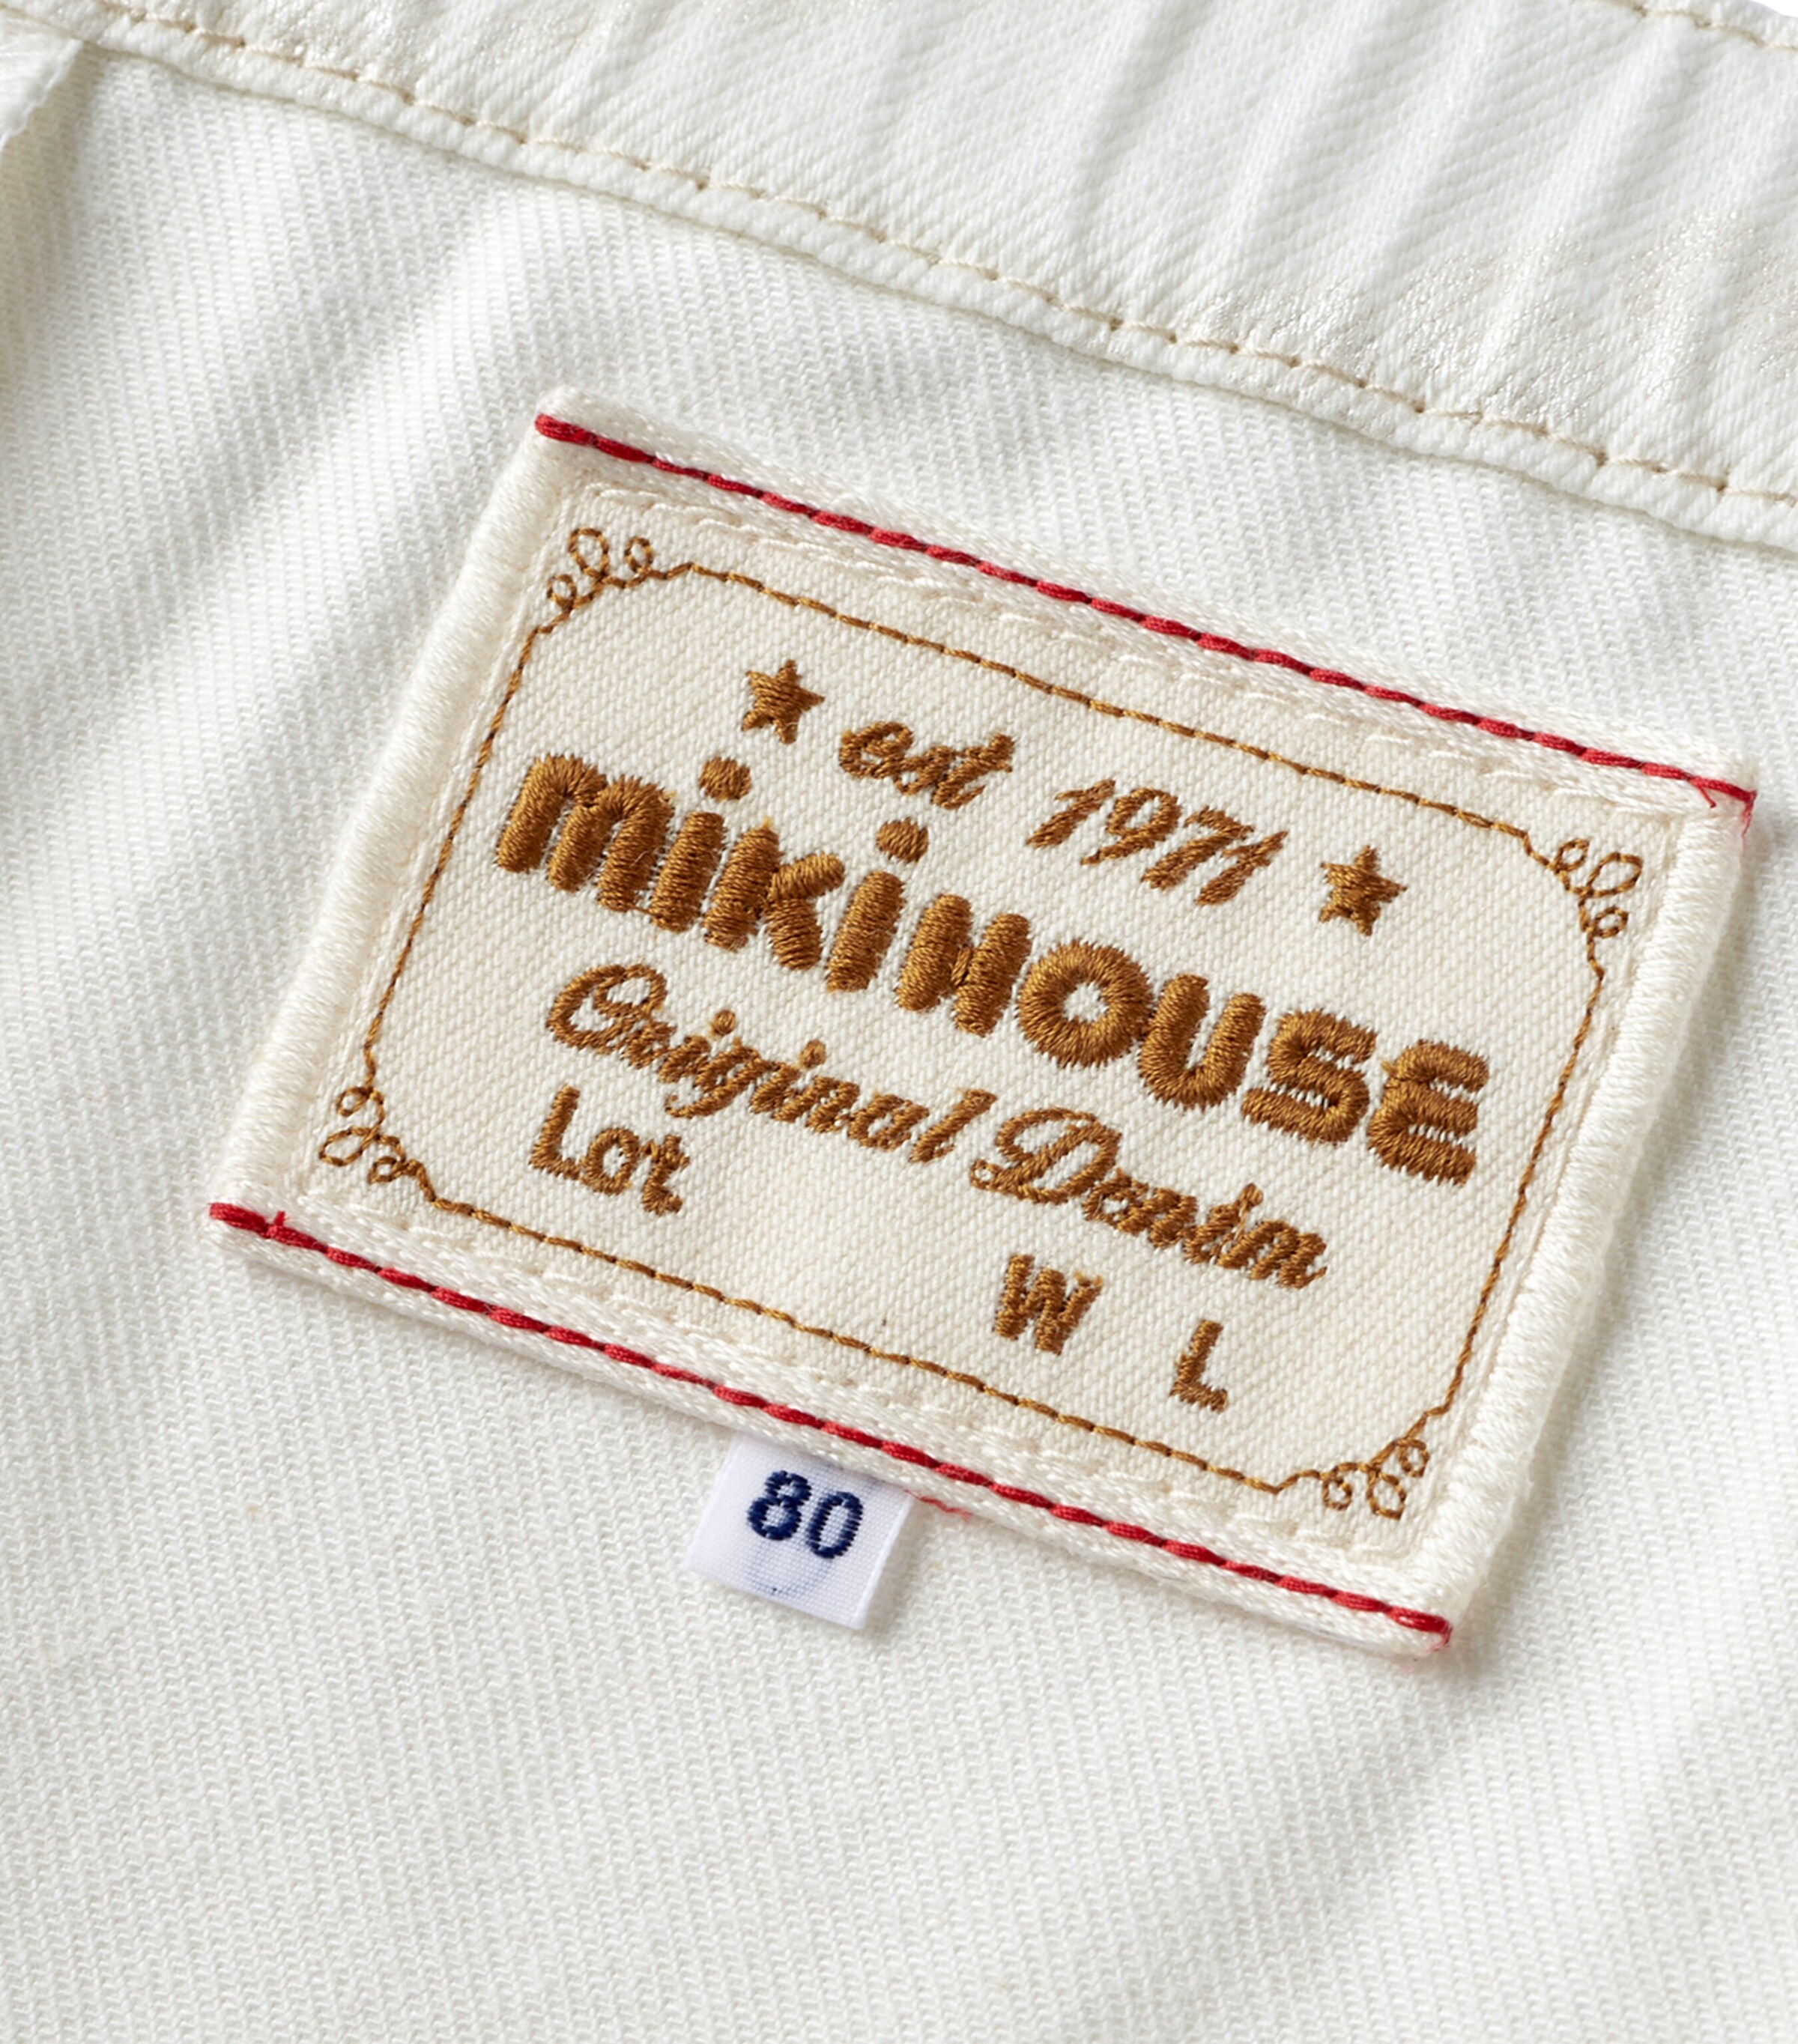 ★ est 1971 ★
mikiHOUSE
Original Denim
Lot W L
80